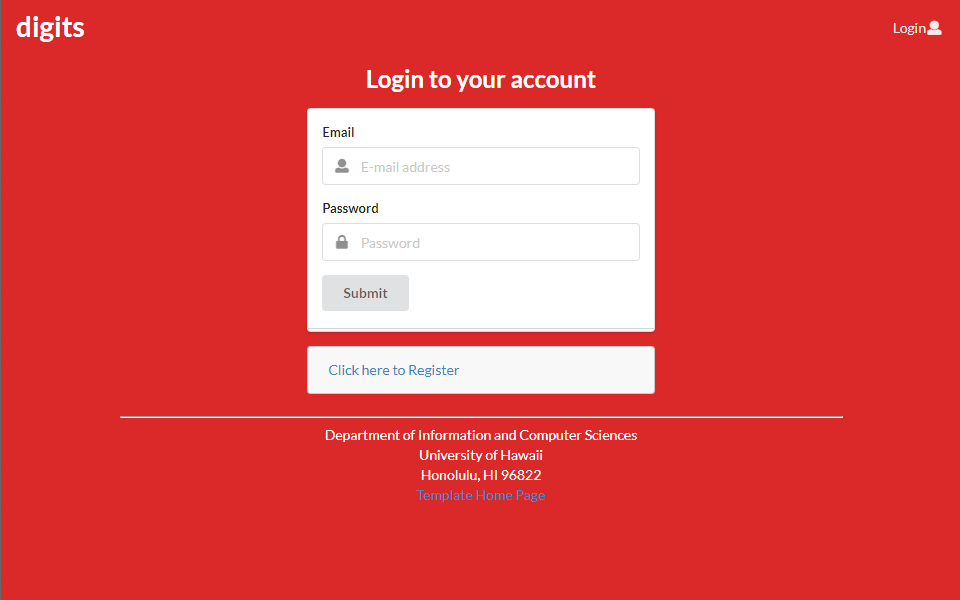 digits
Login
Login to your account
Email
E-mail address
Password
Password
Submit
Click here to Register
Department of Information and Computer Sciences
University of Hawaii
Honolulu, HI 96822
Template Home Page